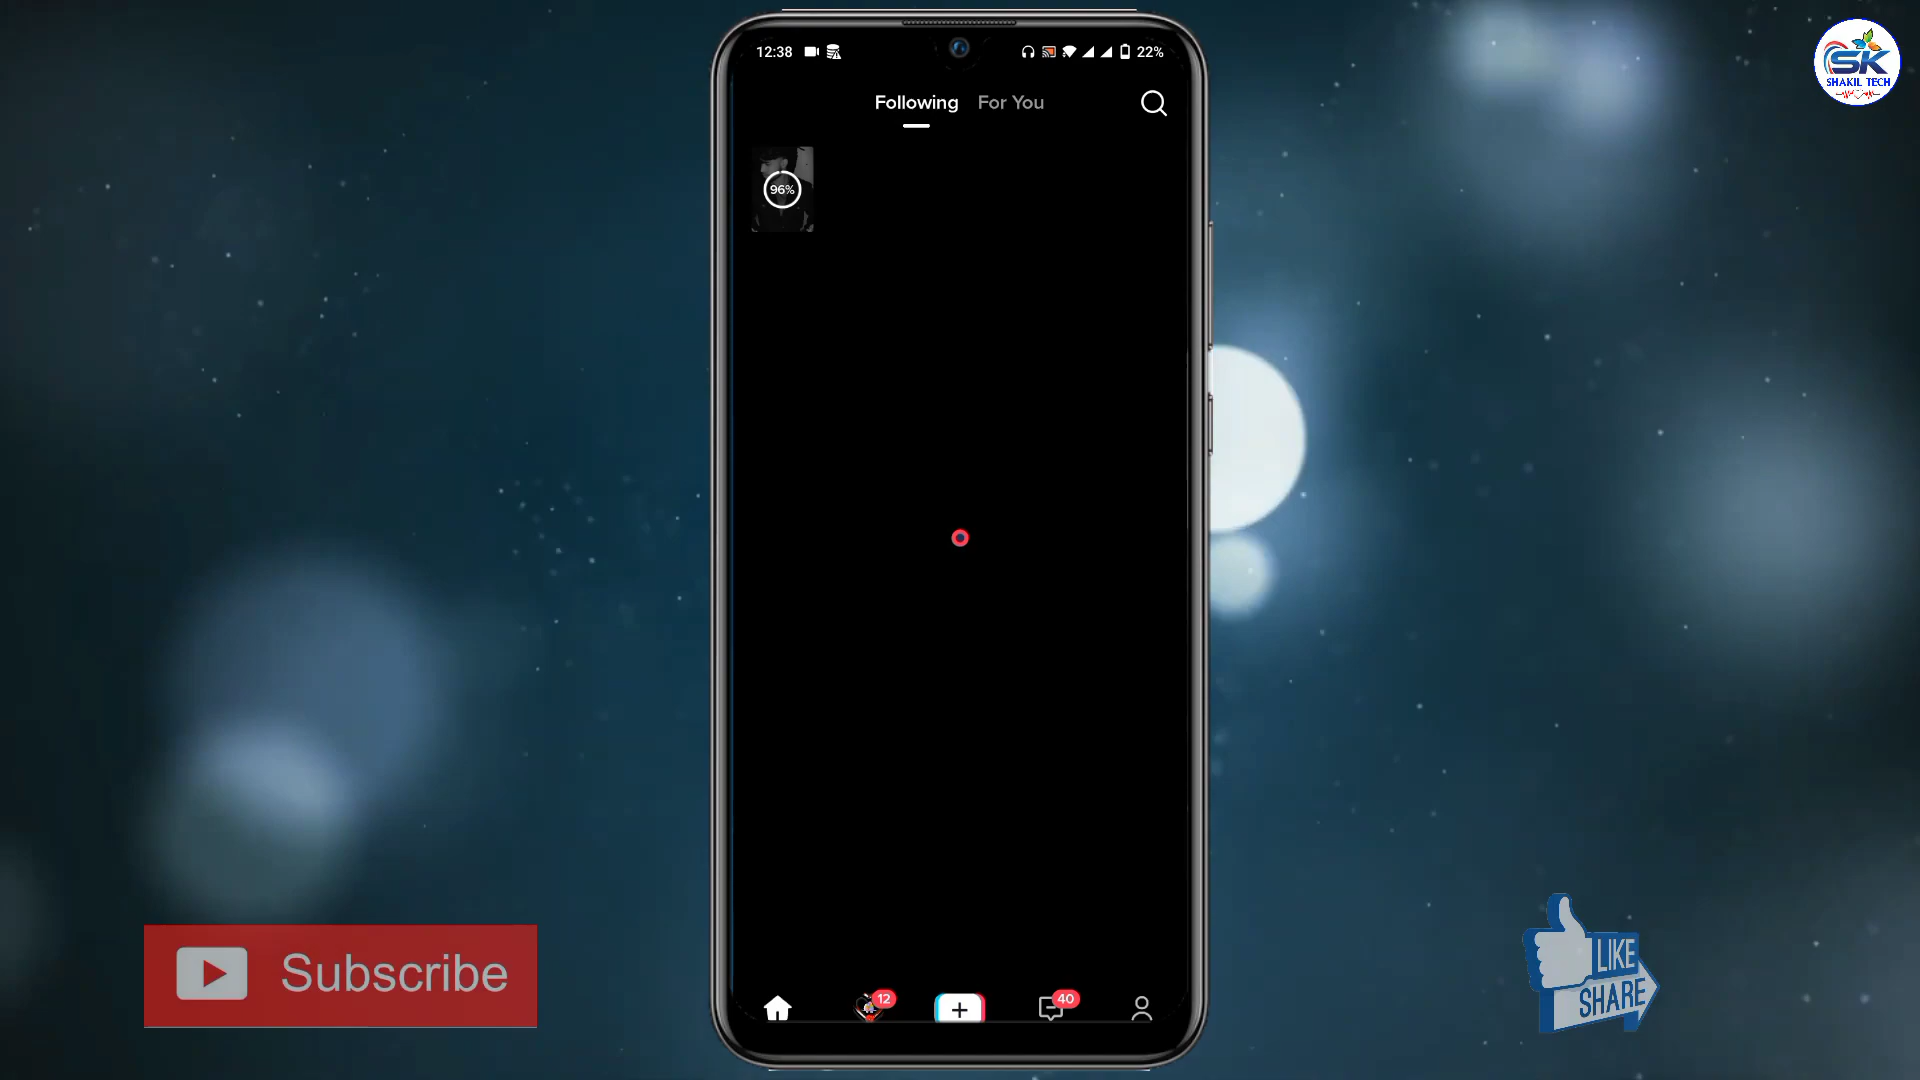 12:38
22%
Following For You
96%
12
+
40
SK
SHAKIL TECH
Subscribe
LIKE
SHARE